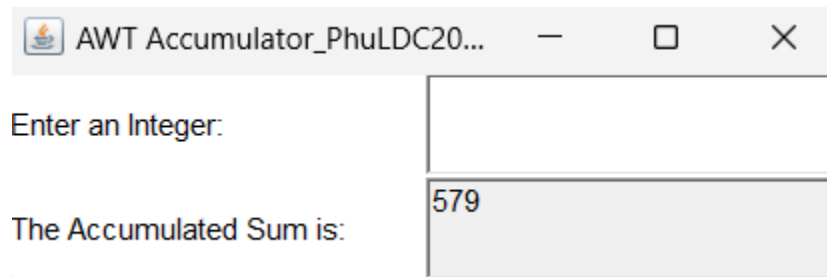 AWT Accumulator_PhuLDC20...
Enter an Integer:
579
The Accumulated Sum is: